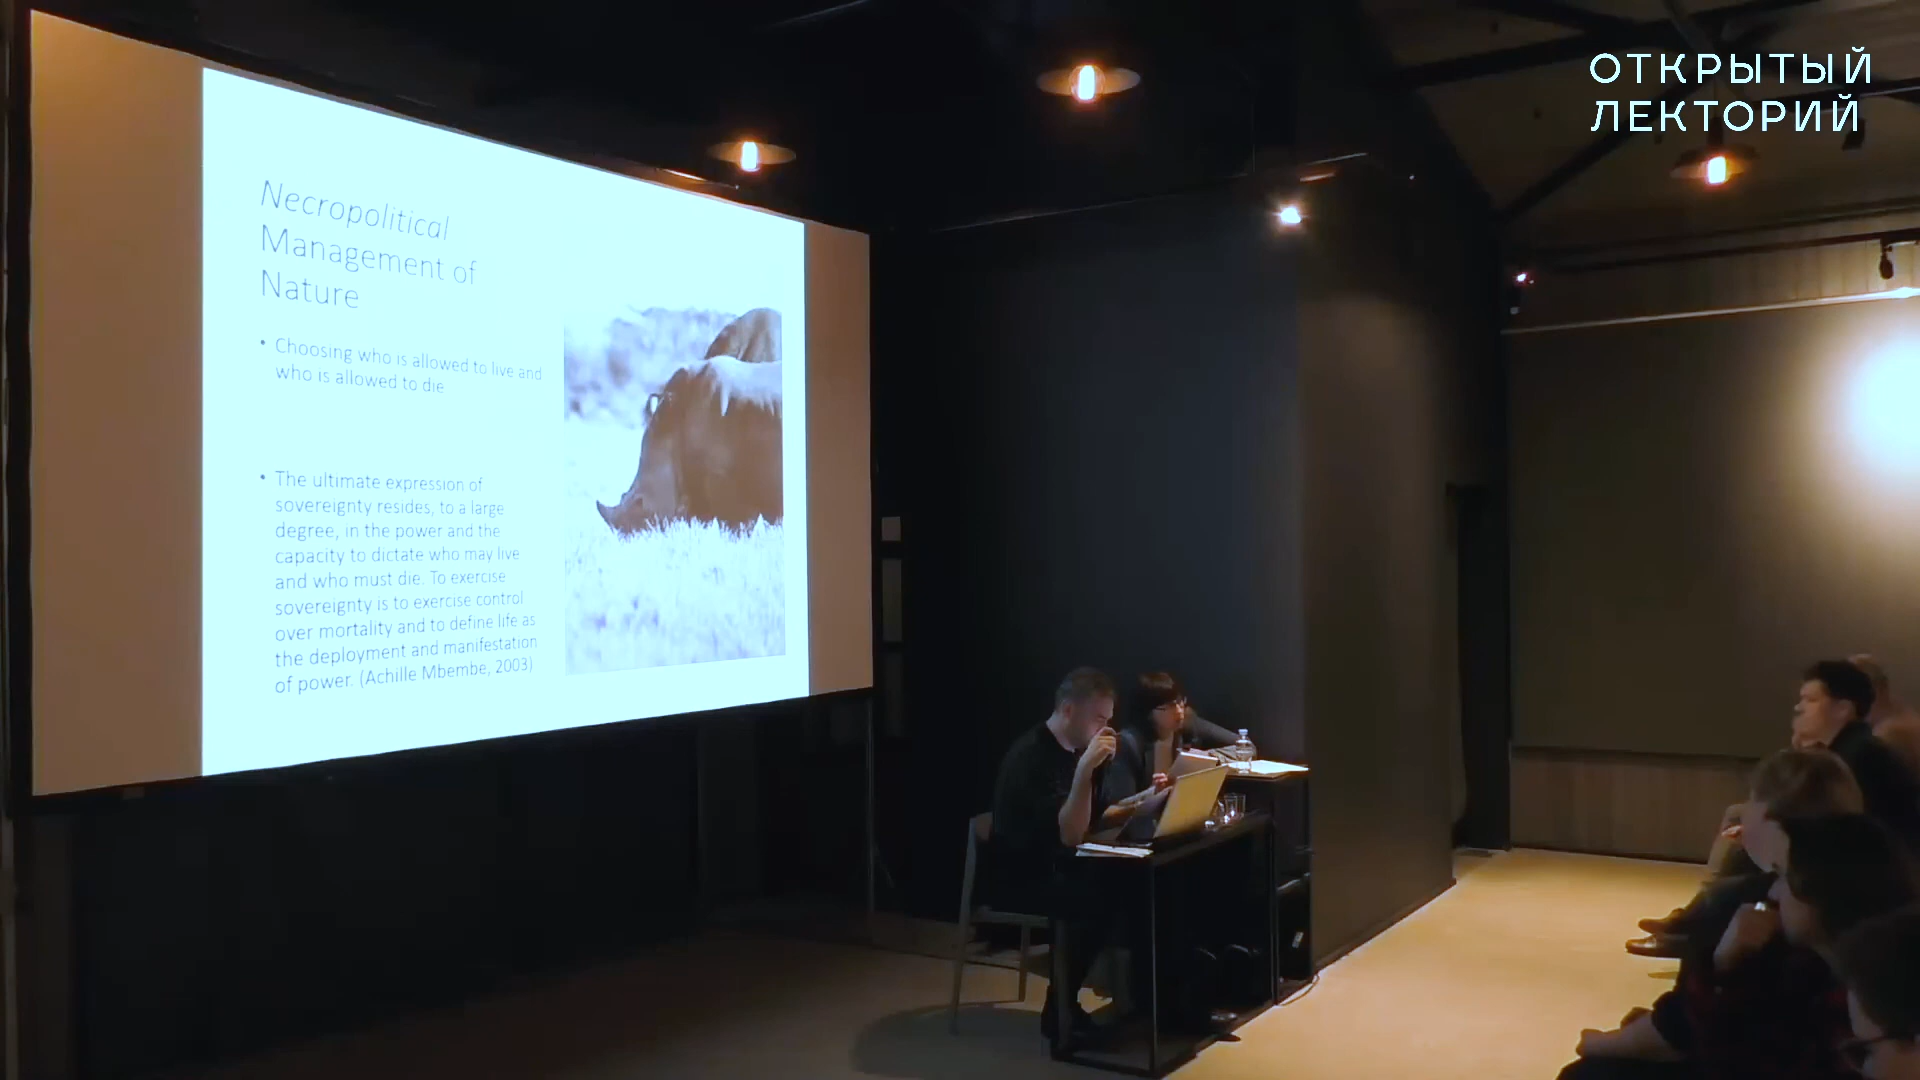 Necropolitical
Management of
Nature
• Choosing who is allowed to live and
who is allowed to die
• The ultimate expression of
sovereignty resides, to a large
degree, in the power and the
capacity to dictate who may live
and who must die. To exercise
sovereignty is to exercise control
over mortality and to define life as
the deployment and manifestation
of power. (Achille Mbembe, 2003)
ОТКРЫТЫЙ
ЛЕКТОРИЙ